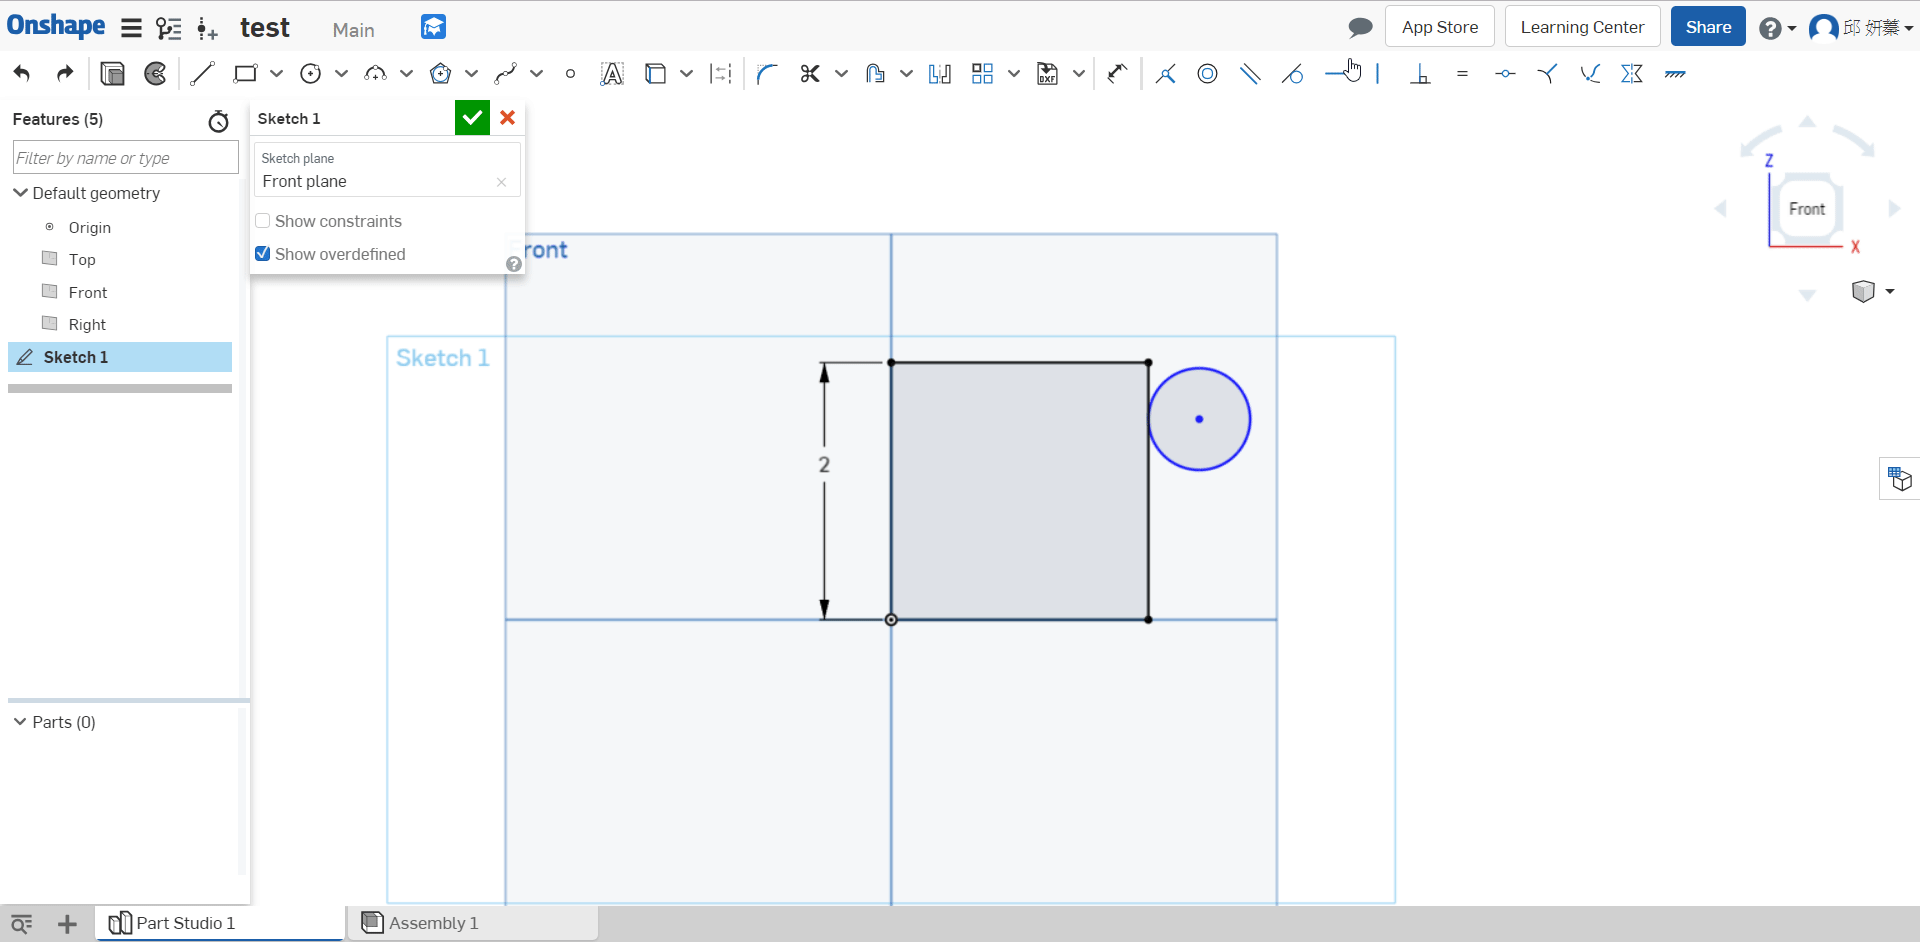 Onshape
test
Main
App Store
Learning Center
Share
邱 妍蓁
DXF
Features (5)
Filter by name or type
Default geometry
Origin
Top
Front
Right
Sketch 1
Sketch 1
Sketch plane
Front plane
Show constraints
Show overdefined
ront
Sketch 1
2
Z
Front
X
Parts (0)
Part Studio 1
Assembly 1